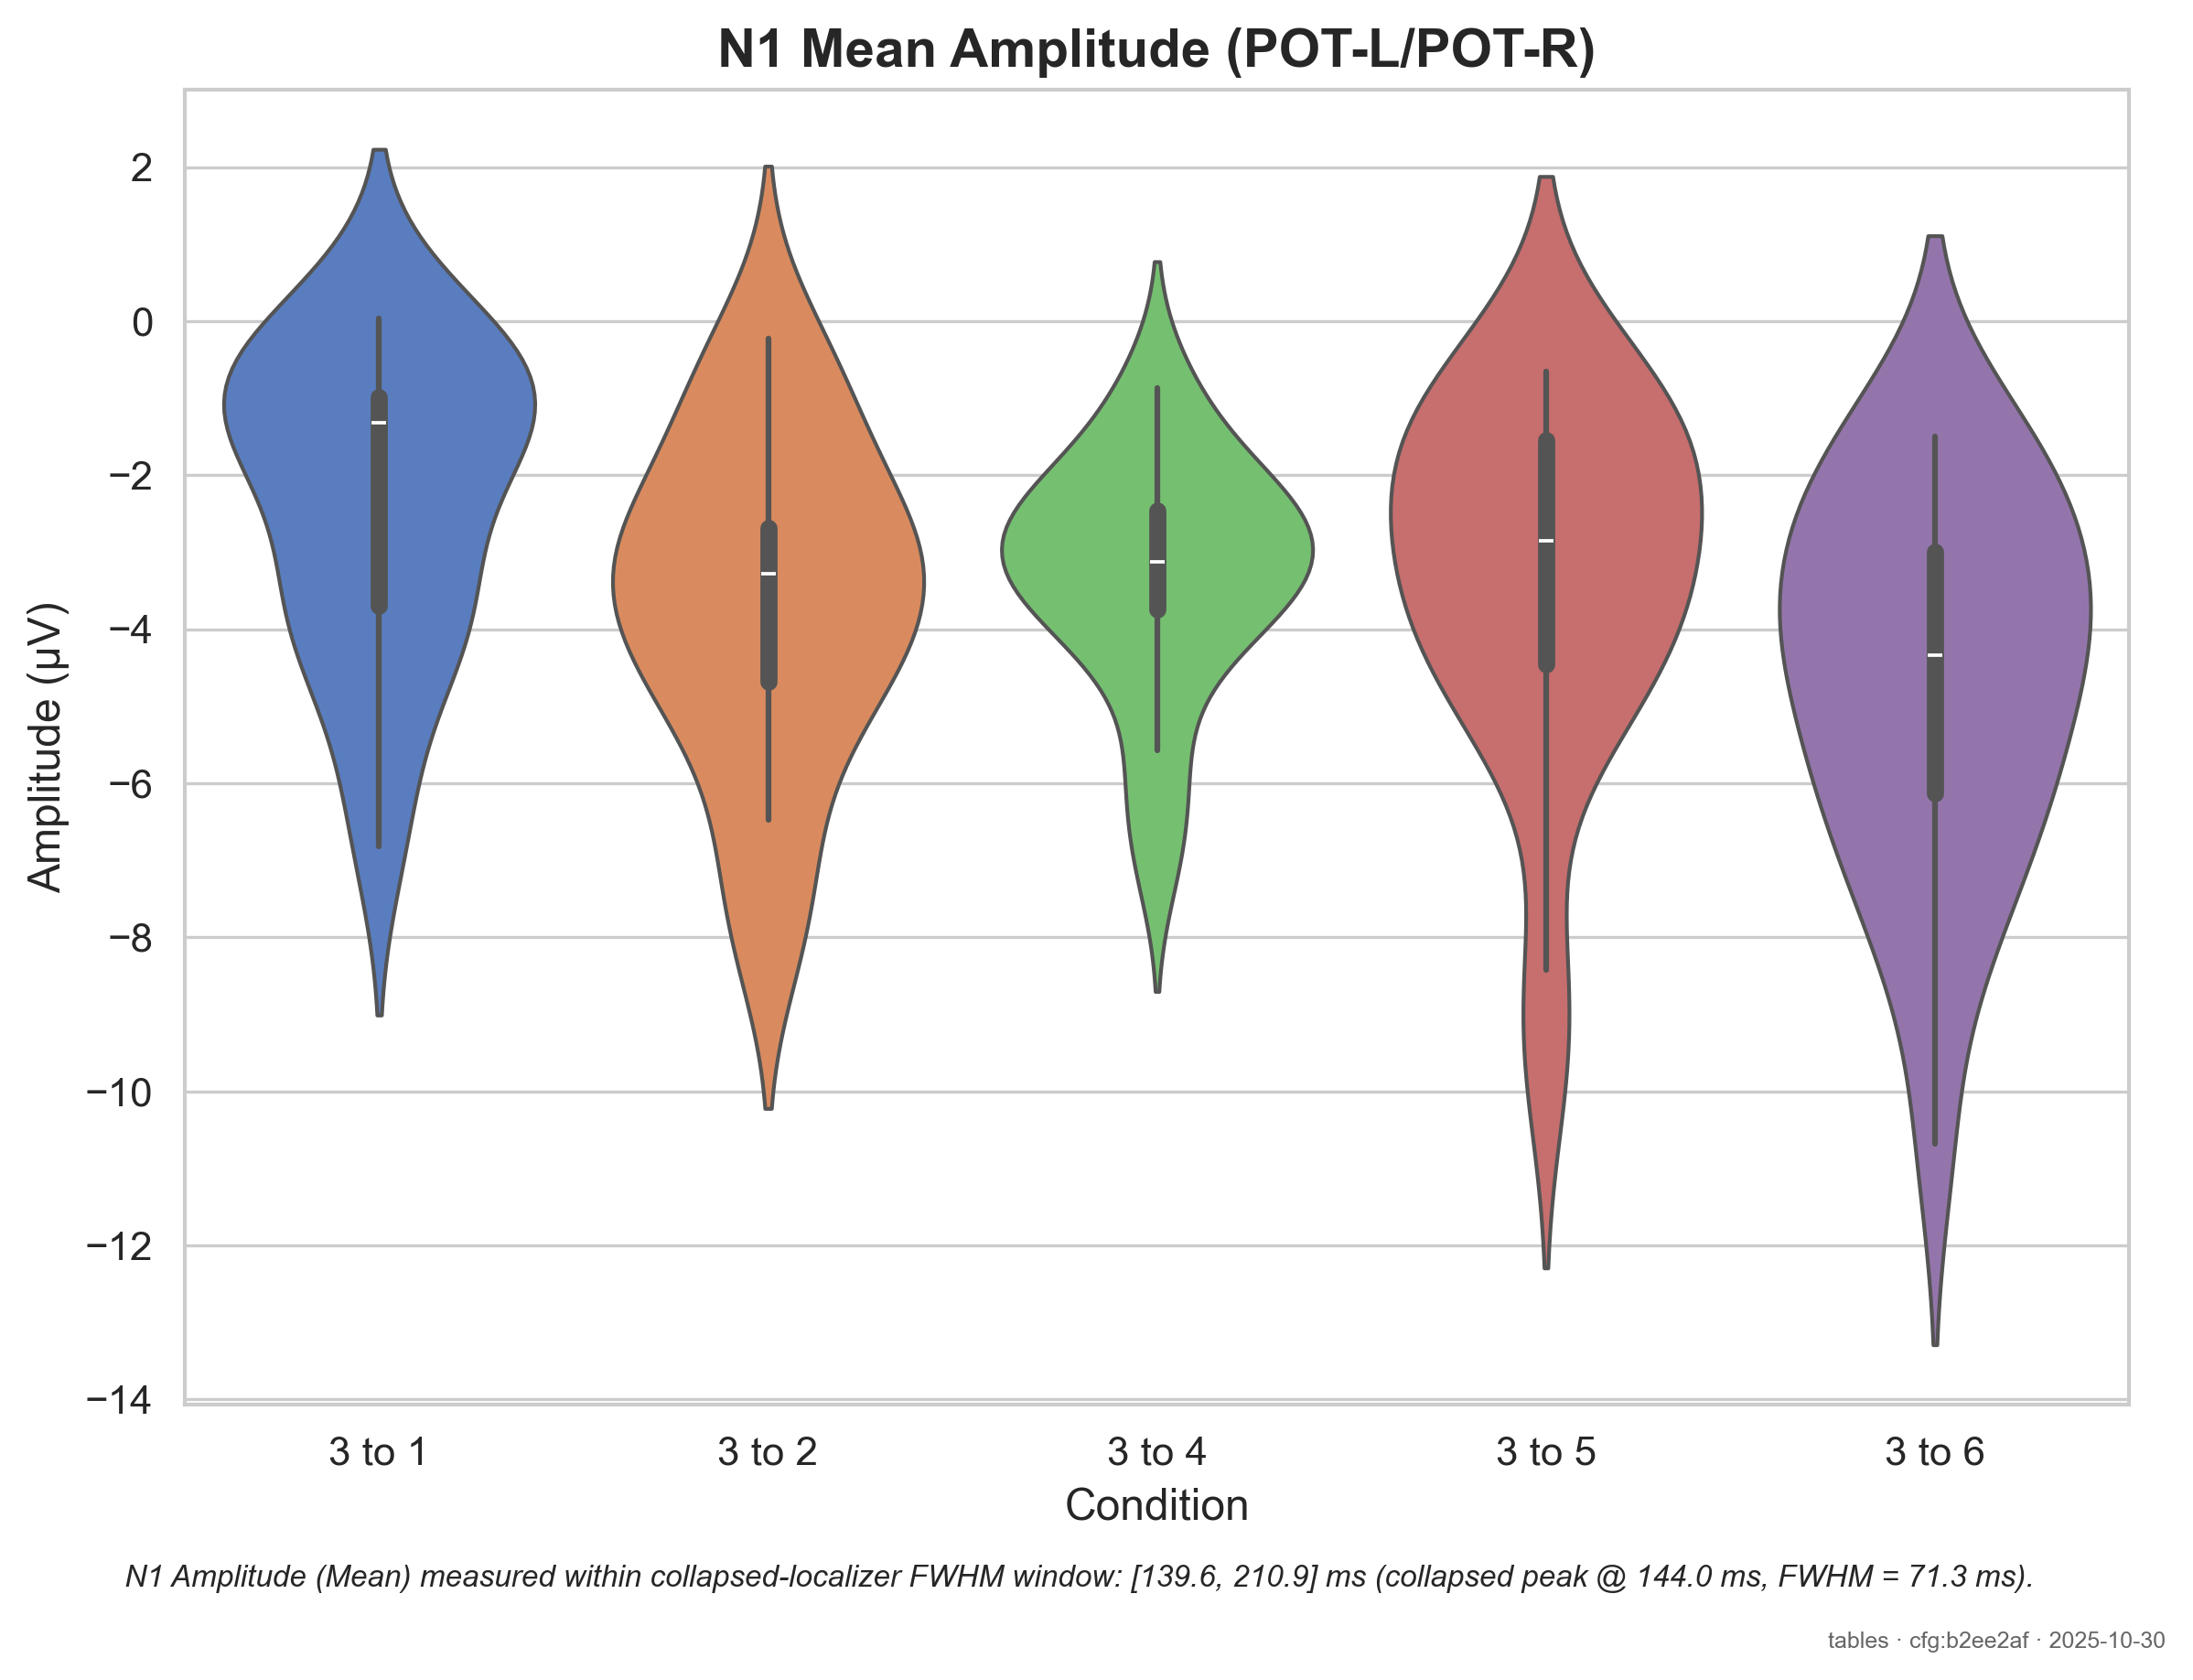 N1 Mean Amplitude (POT-L/POT-R)
Amplitude (µV)
2
0
−2
−4
−6
−8
−10
−12
−14
3 to 1
3 to 2
3 to 4
3 to 5
3 to 6
Condition
N1 Amplitude (Mean) measured within collapsed-localizer FWHM window: [139.6, 210.9] ms (collapsed peak @ 144.0 ms, FWHM = 71.3 ms).
tables · cfg:b2ee2af · 2025-10-30